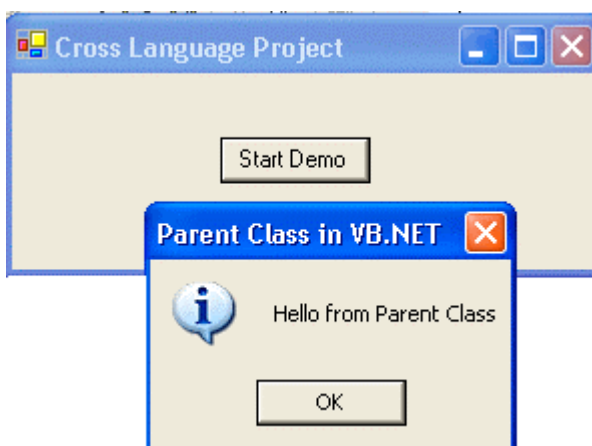 Cross Language Project
Start Demo
Parent Class in VB.NET
Hello from Parent Class
OK